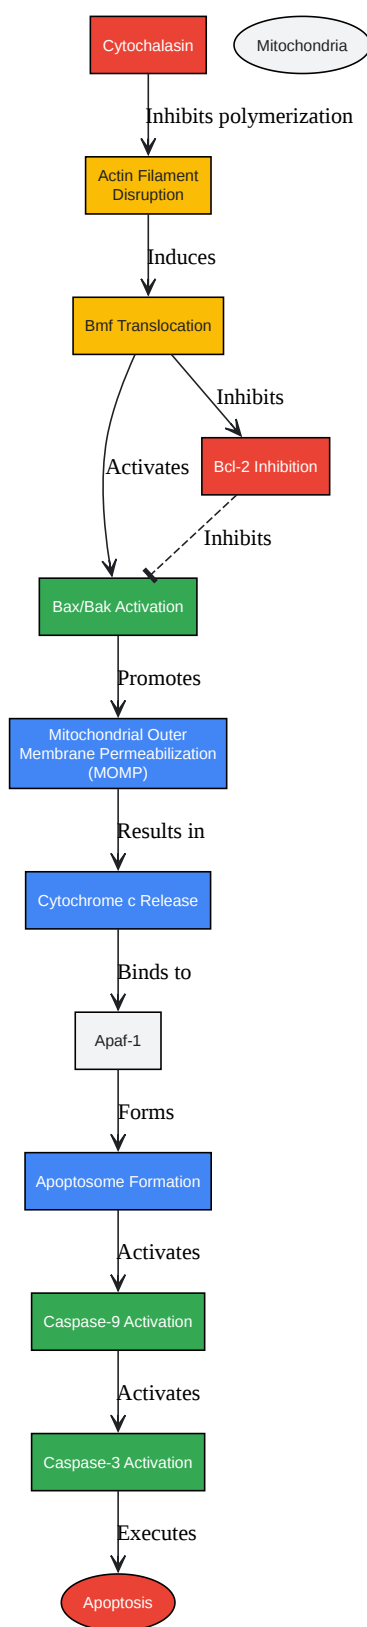 Cytochalasin
Mitochondria
Inhibits polymerization
Actin Filament
Disruption
Induces
Bmf Translocation
Inhibits
Activates
Bcl-2 Inhibition
Inhibits
Bax/Bak Activation
Promotes
Mitochondrial Outer
Membrane Permeabilization
(MOMP)
Results in
Cytochrome c Release
Binds to
Apaf-1
Forms
Apoptosome Formation
Activates
Caspase-9 Activation
Activates
Caspase-3 Activation
Executes
Apoptosis